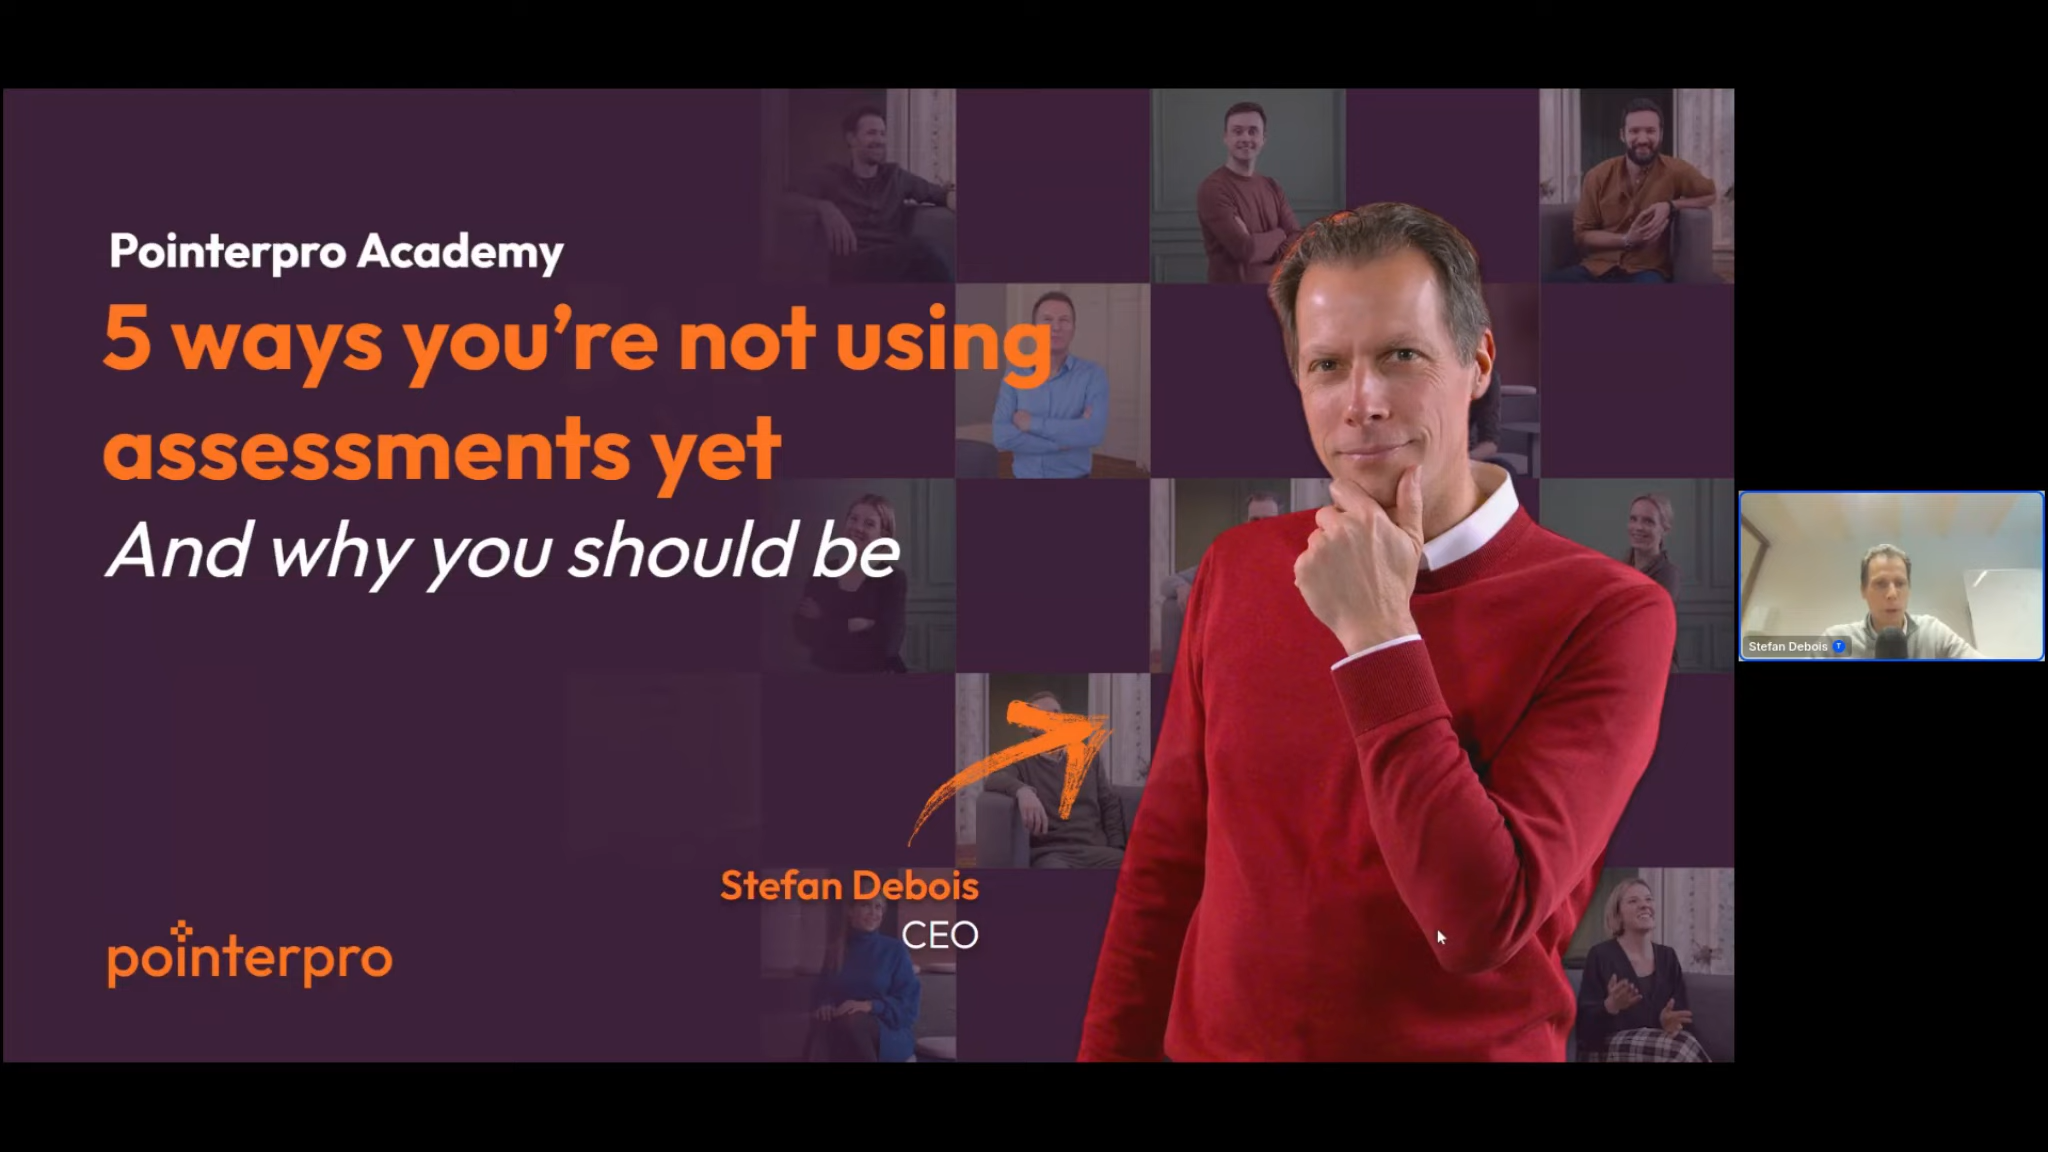 Pointerpro Academy
5 ways you’re not using
assessments yet
And why you should be
Stefan Debois
CEO
pointerpro
Stefan Debois
T